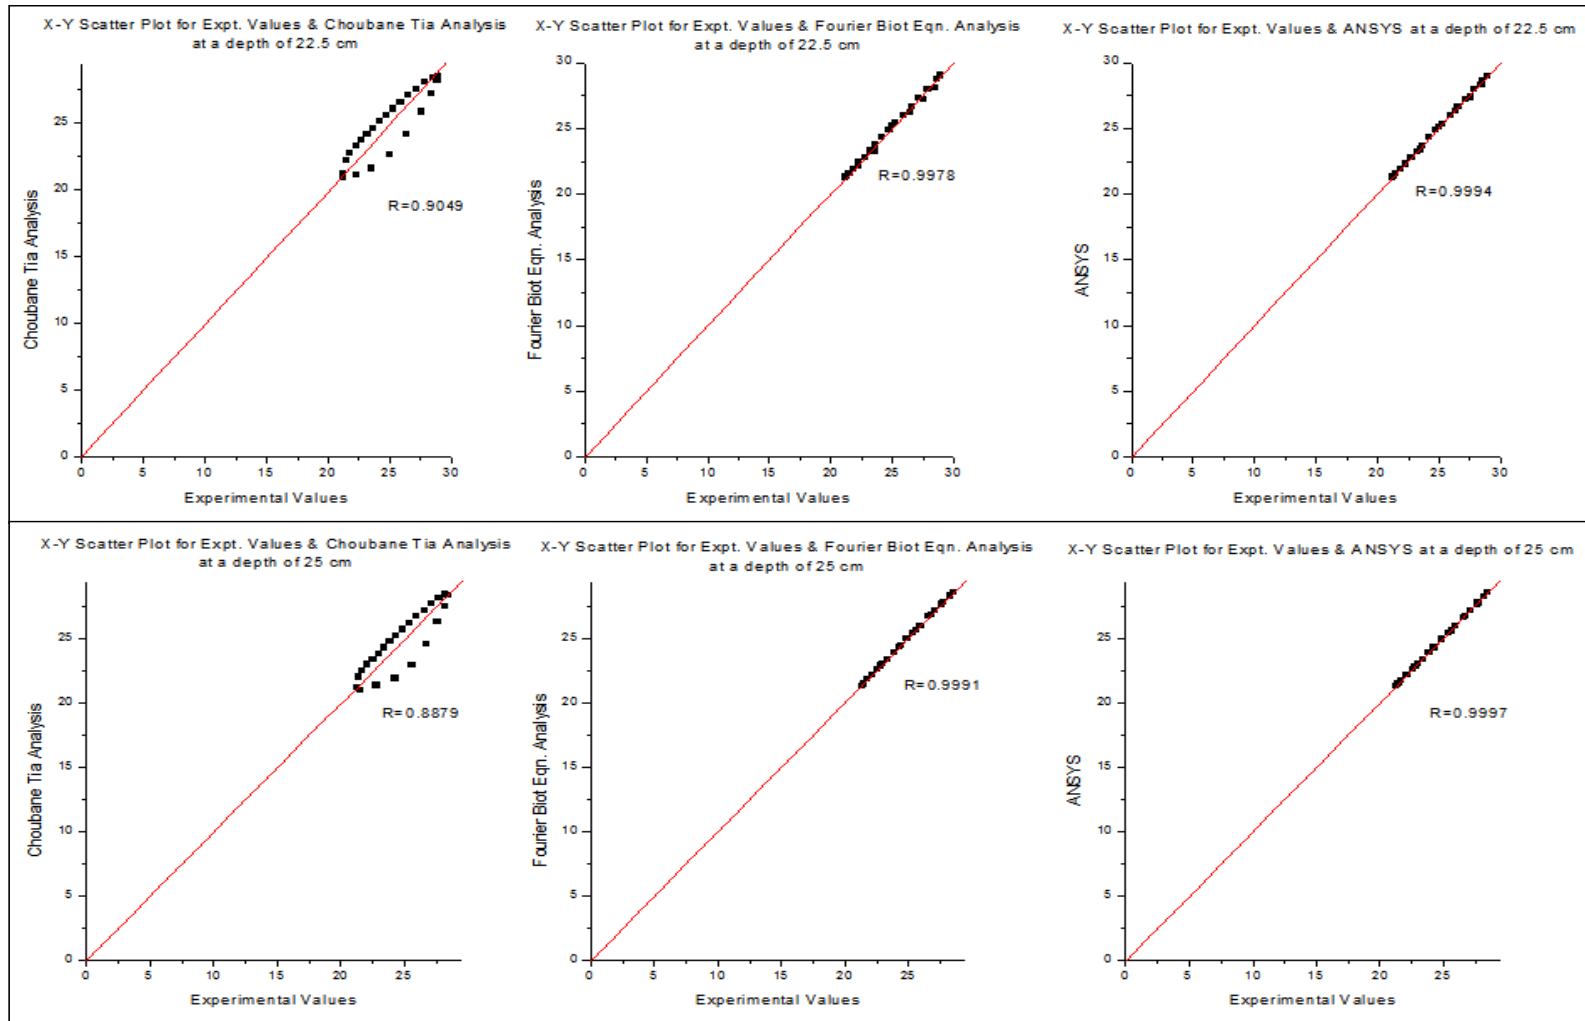 X-Y Scatter Plot for Expt. Values & Choubane Tia Analysis
at a depth of 22.5 cm
Choubane Tia Analysis
25
20
15
10
5
0
0 5 10 15 20 25 30
R=0.9049
Experimental Values
X-Y Scatter Plot for Expt. Values & Fourier Biot Eqn. Analysis
at a depth of 22.5 cm
Fourier Biot Eqn. Analysis
30
25
20
15
10
5
0
0 5 10 15 20 25 30
R=0.9978
Experimental Values
X-Y Scatter Plot for Expt. Values & ANSYS at a depth of 22.5 cm
ANSYS
30
25
20
15
10
5
0
0 5 10 15 20 25 30
R=0.9994
Experimental Values
X-Y Scatter Plot for Expt. Values & Choubane Tia Analysis
at a depth of 25 cm
Choubane Tia Analysis
25
20
15
10
5
0
0 5 10 15 20 25
R=0.8879
Experimental Values
X-Y Scatter Plot for Expt. Values & Fourier Biot Eqn. Analysis
at a depth of 25 cm
Fourier Biot Eqn. Analysis
25
20
15
10
5
0
0 5 10 15 20 25
R=0.9991
Experimental Values
X-Y Scatter Plot for Expt. Values & ANSYS at a depth of 25 cm
ANSYS
25
20
15
10
5
0
0 5 10 15 20 25
R=0.9997
Experimental Values